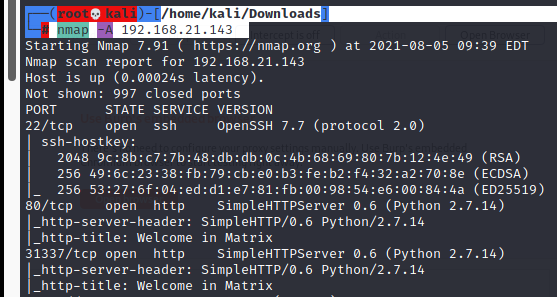 ┌──(root💀kali)-[/home/kali/Downloads]
└─# nmap -A 192.168.21.143
Starting Nmap 7.91 ( https://nmap.org ) at 2021-08-05 09:39 EDT
Nmap scan report for 192.168.21.143
Host is up (0.00024s latency).
Not shown: 997 closed ports
PORT      STATE SERVICE VERSION
22/tcp    open  ssh     OpenSSH 7.7 (protocol 2.0)
| ssh-hostkey:
|   2048 9c:8b:c7:7b:48:db:db:0c:4b:68:69:80:7b:12:4e:49 (RSA)
|   256 49:6c:23:38:fb:79:cb:e0:b3:fe:b2:f4:32:a2:70:8e (ECDSA)
|_  256 53:27:6f:04:ed:d1:e7:81:fb:00:98:54:e6:00:84:4a (ED25519)
80/tcp    open  http    SimpleHTTPServer 0.6 (Python 2.7.14)
|_http-server-header: SimpleHTTP/0.6 Python/2.7.14
|_http-title: Welcome in Matrix
31337/tcp open  http    SimpleHTTPServer 0.6 (Python 2.7.14)
|_http-server-header: SimpleHTTP/0.6 Python/2.7.14
|_http-title: Welcome in Matrix